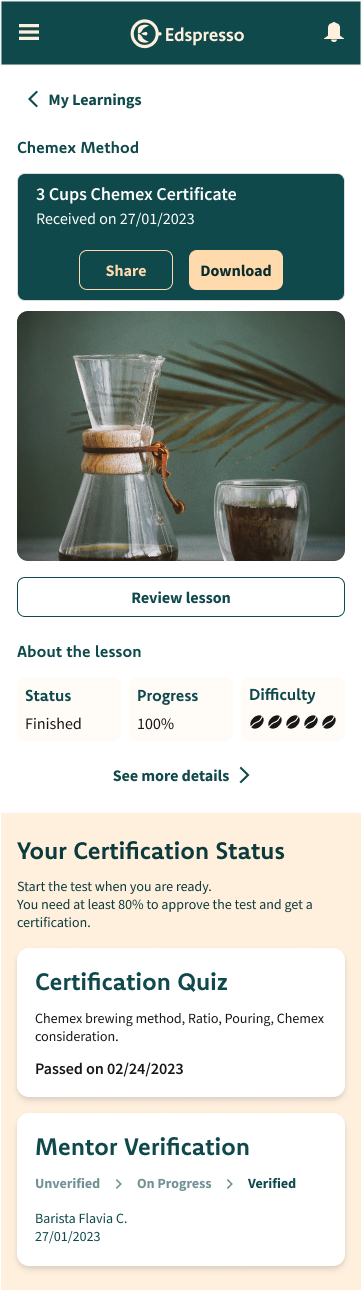 Edspresso
My Learnings
Chemex Method
3 Cups Chemex Certificate
Received on 27/01/2023
Share
Download
Review lesson
About the lesson
Status
Finished
Progress
100%
Difficulty
See more details
Your Certification Status
Start the test when you are ready.
You need at least 80% to approve the test and get a
certification.
Certification Quiz
Chemex brewing method, Ratio, Pouring, Chemex
consideration.
Passed on 02/24/2023
Mentor Verification
Unverified > On Progress > Verified
Barista Flavia C.
27/01/2023